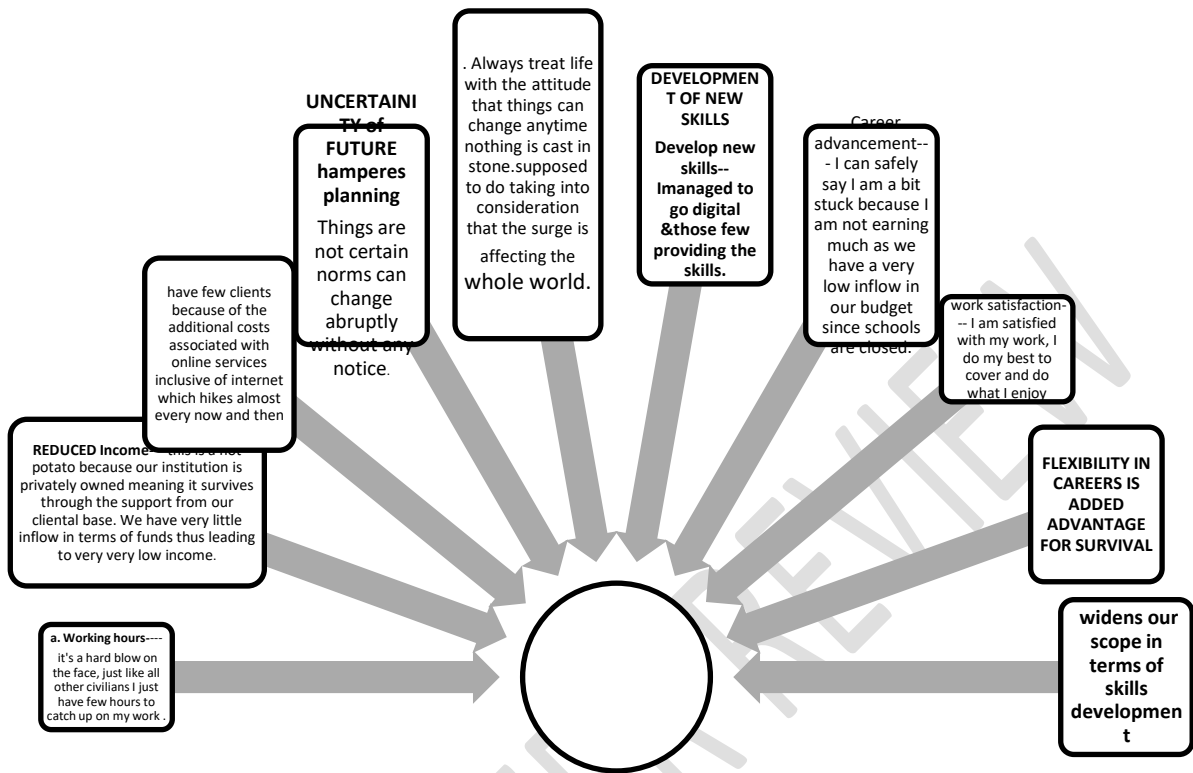 a. Working hours----
it's a hard blow on
the face, just like all
other civilians I just
have few hours to
catch up on my work .
REDUCED Income- this is a hot
potato because our institution is
privately owned meaning it survives
through the support from our
cliental base. We have very little
inflow in terms of funds thus leading
to very very low income.
have few clients
because of the
additional costs
associated with
online services
inclusive of internet
which hikes almost
every now and then
UNCERTAINI
TY of
FUTURE
hamperes
planning
Things are
not certain
norms can
change
abruptly
without any
notice.
. Always treat life
with the attitude
that things can
change anytime
nothing is cast in
stone.supposed
to do taking into
consideration
that the surge is
affecting the
whole world.
DEVELOPMEN
T OF NEW
SKILLS
Develop new
skills--
Imanaged to
go digital
&those few
providing the
skills.
Career
advancement--
- I can safely
say I am a bit
stuck because I
am not earning
much as we
have a very
low inflow in
our budget
since schools
are closed.
work satisfaction-
-- I am satisfied
with my work, I
do my best to
cover and do
what I enjoy
FLEXIBILITY IN
CAREERS IS
ADDED
ADVANTAGE
FOR SURVIVAL
widens our
scope in
terms of
skills
developmen
t
REVIEW